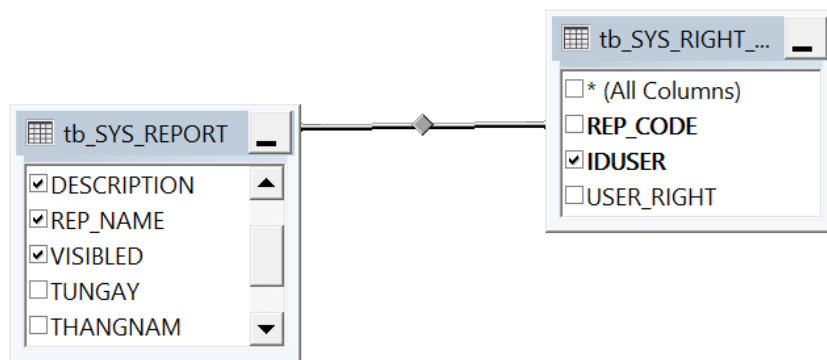 tb_SYS_RIGHT_...
* (All Columns)
REP_CODE
IDUSER
USER_RIGHT
tb_SYS_REPORT
DESCRIPTION
REP_NAME
VISIBLED
TUNGAY
THANGNAM